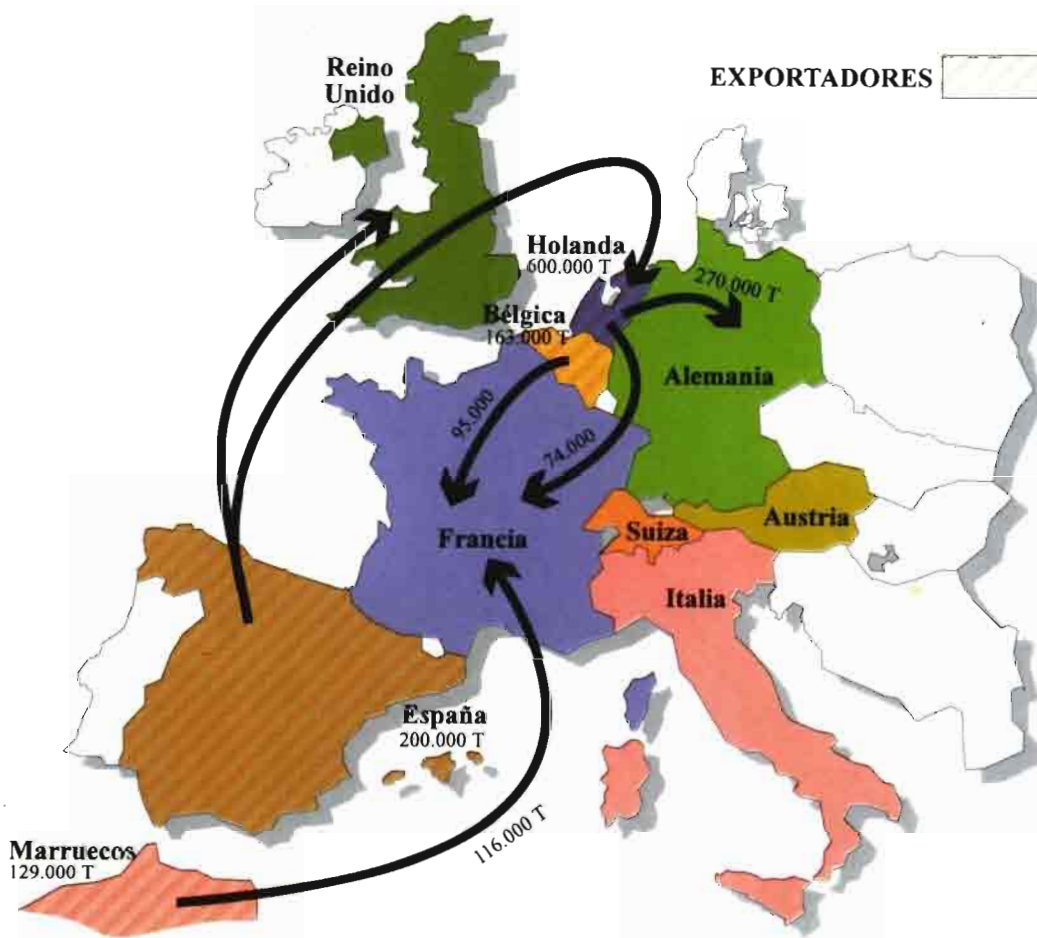 Reino
Unido
EXPORTADORES
Holanda
600.000 T
270.000 T
Bélgica
163.000 T
Alemania
95.000
74.000
Francia
Suiza
Austria
Italia
España
200.000 T
116.000 T
Marruecos
129.000 T